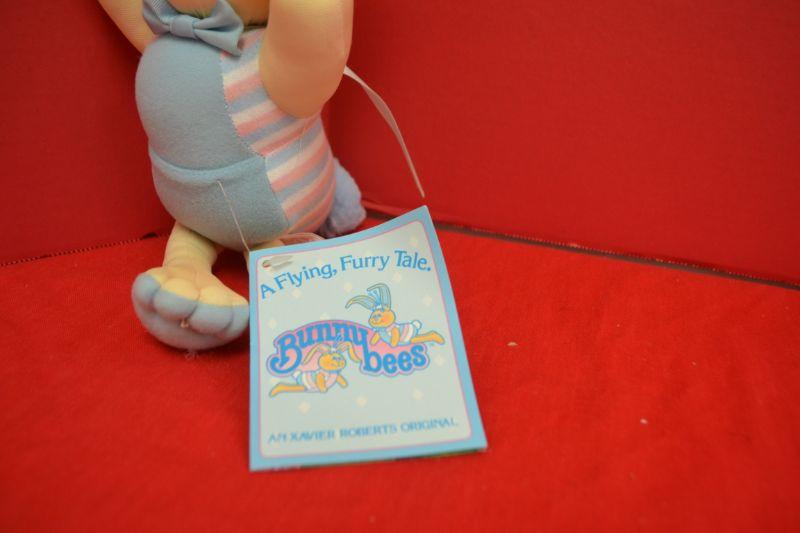 A Flying, Furry Tale.
Bunny
bees
AN XAVIER ROBERTS ORIGINAL